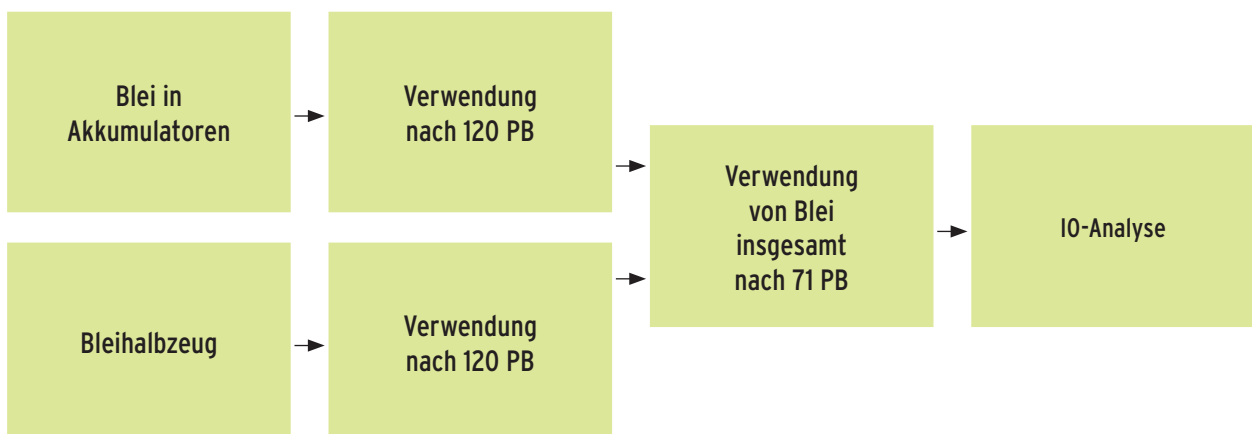 Blei in
Akkumulatoren
Verwendung
nach 120 PB
Bleihalbzeug
Verwendung
nach 120 PB
Verwendung
von Blei
insgesamt
nach 71 PB
IO-Analyse